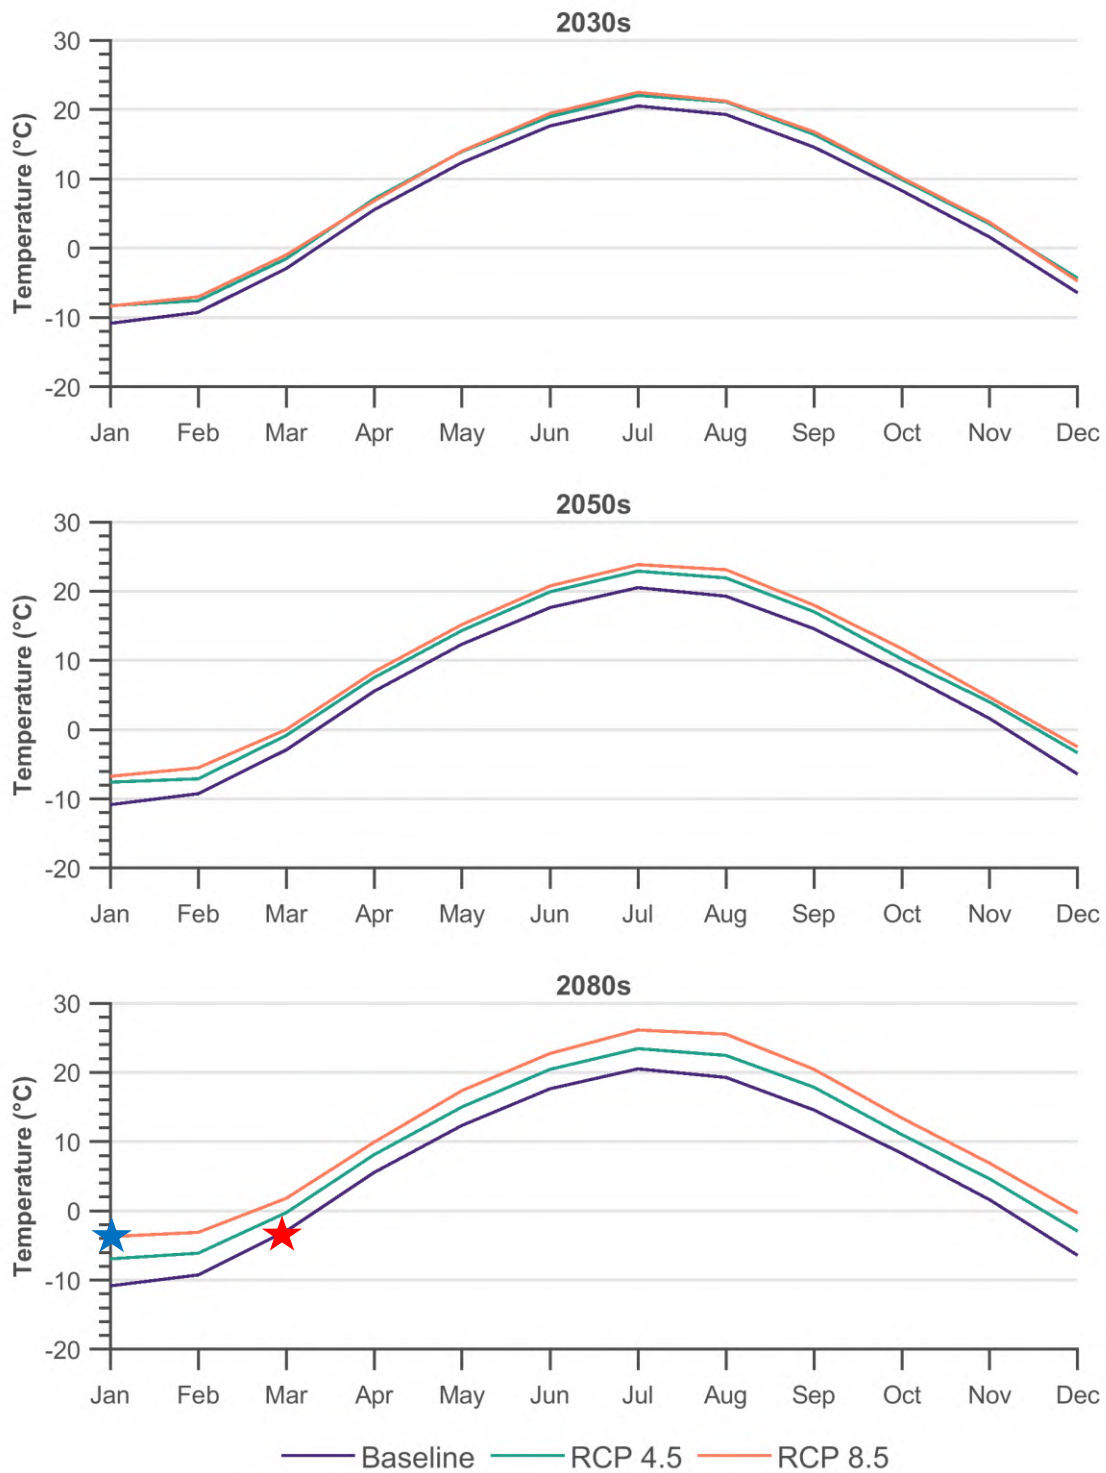 2030s
30
20
10
0
-10
-20
Temperature (°C)
Jan Feb Mar Apr May Jun Jul Aug Sep Oct Nov Dec
2050s
30
20
10
0
-10
-20
Temperature (°C)
Jan Feb Mar Apr May Jun Jul Aug Sep Oct Nov Dec
2080s
30
20
10
0
-10
-20
Temperature (°C)
Jan Feb Mar Apr May Jun Jul Aug Sep Oct Nov Dec
Baseline RCP 4.5 RCP 8.5